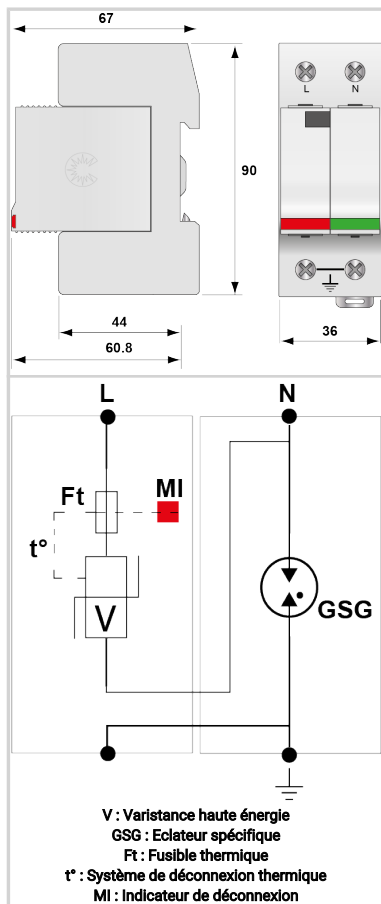 67
L N
90
44
36
60.8
L
N
Ft
MI
t°
V
GSG
V : Varistance haute énergie
GSG : Eclateur spécifique
Ft : Fusible thermique
t° : Système de déconnexion thermique
MI : Indicateur de déconnexion